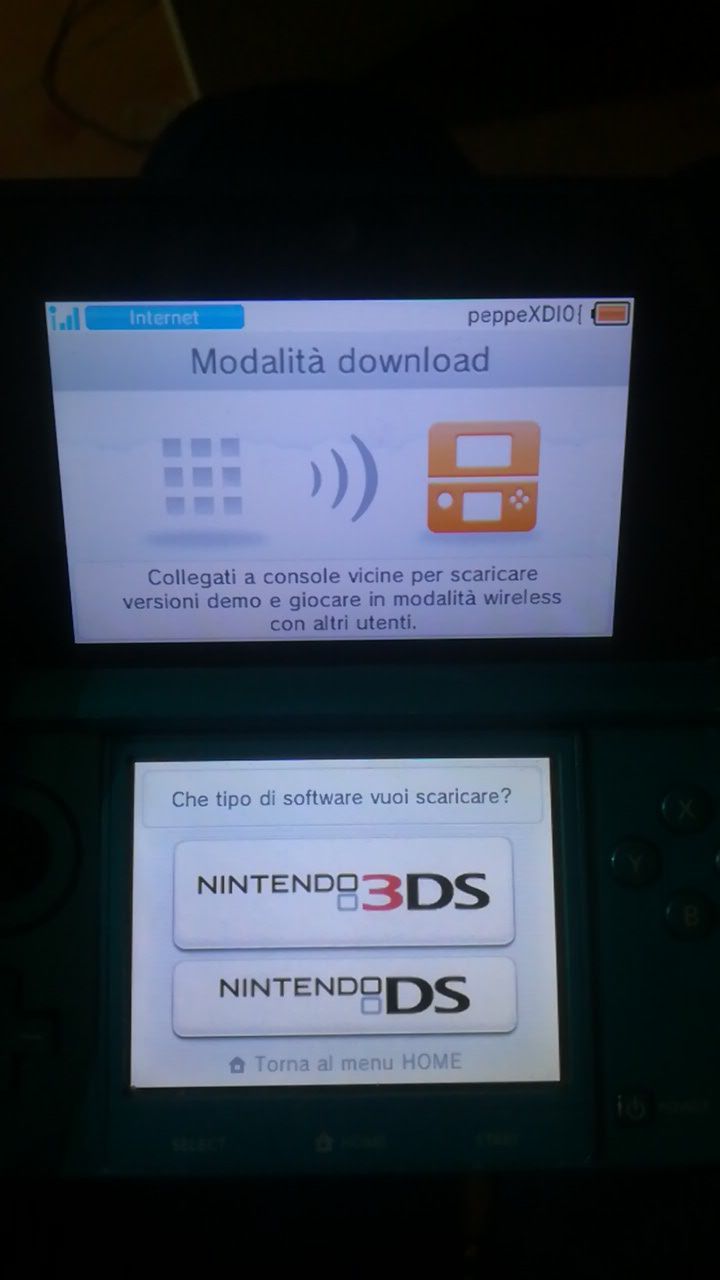 Internet
peppeXDIO{
Modalità download
Collegati a console vicine per scaricare
versioni demo e giocare in modalità wireless
con altri utenti.
Che tipo di software vuoi scaricare?
NINTENDO 3DS
NINTENDO DS
Torna al menu HOME
X
Y
B
SELECT
HOME
START
POWER